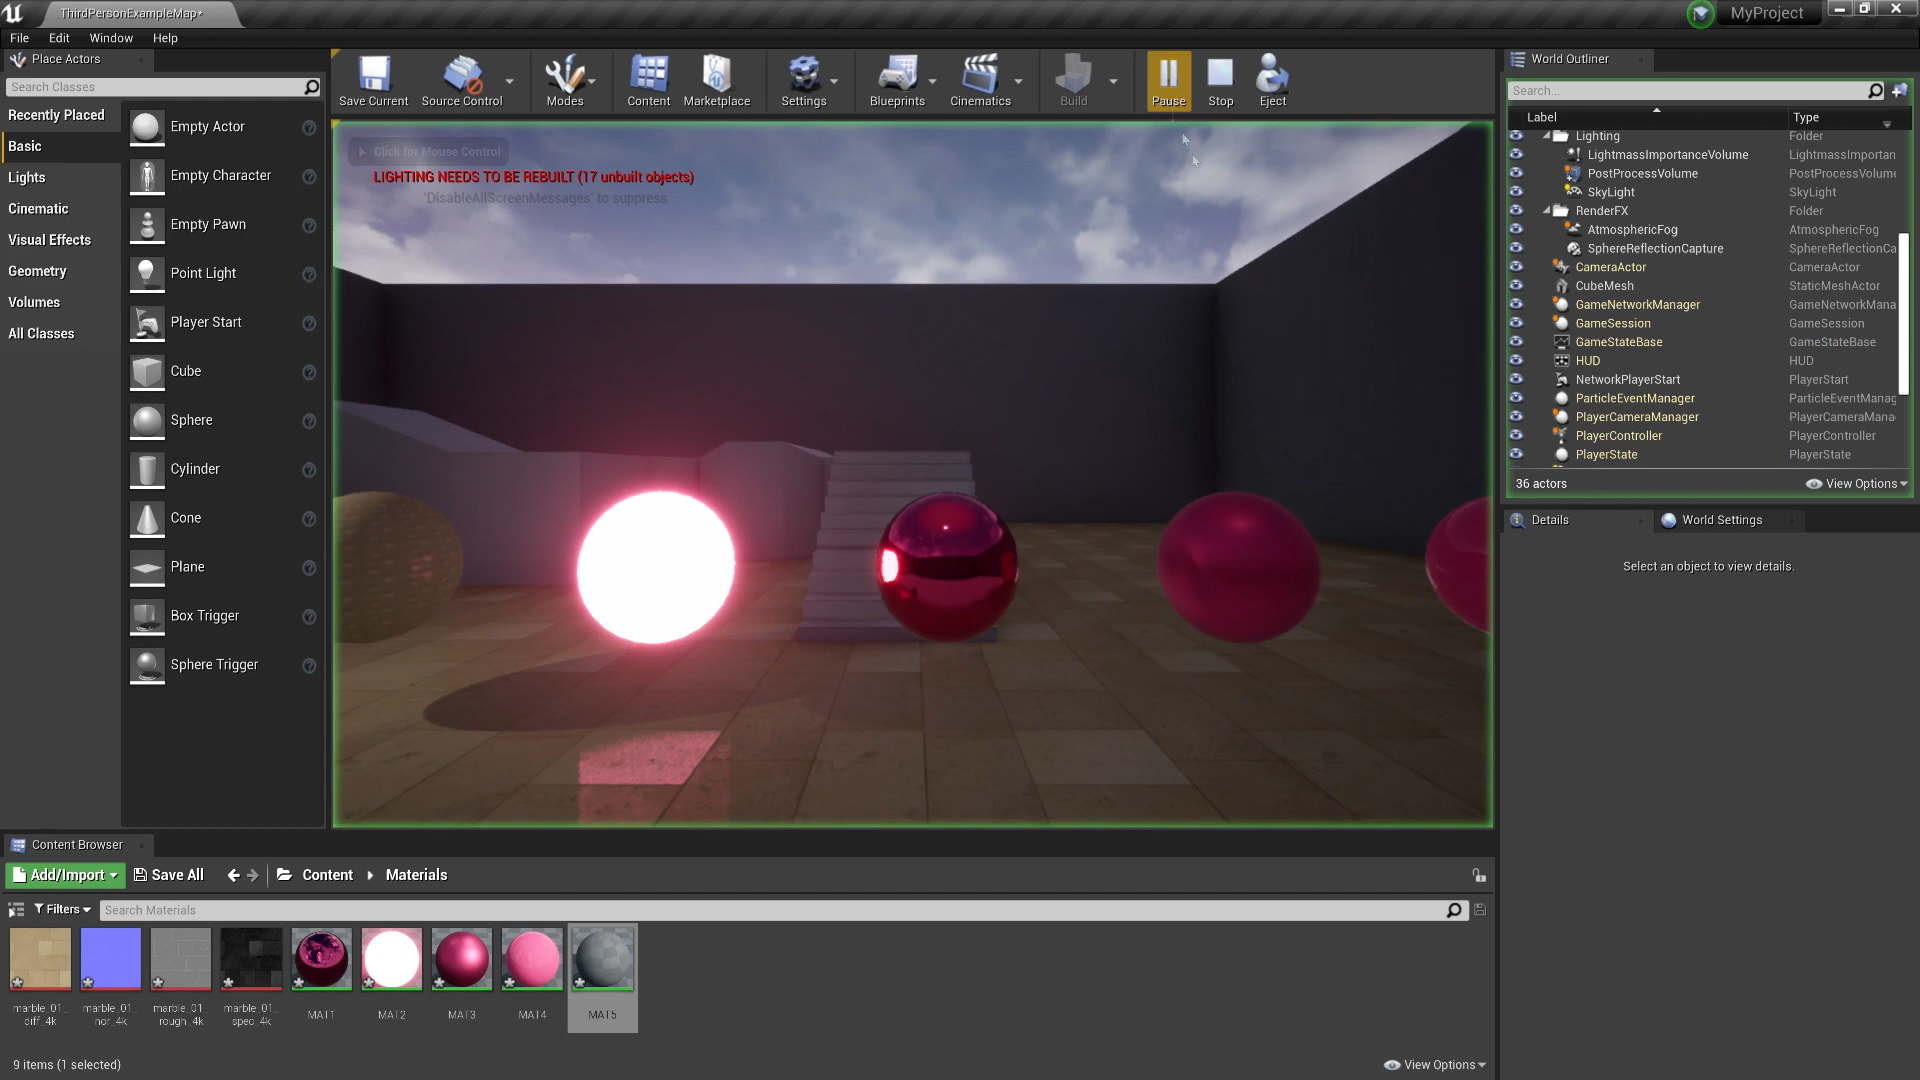 ThirdPersonExampleMap*
MyProject
File Edit Window Help
Place Actors
Search Classes
Recently Placed
Basic
Lights
Cinematic
Visual Effects
Geometry
Volumes
All Classes
Empty Actor
Empty Character
Empty Pawn
Point Light
Player Start
Cube
Sphere
Cylinder
Cone
Plane
Box Trigger
Sphere Trigger
Save Current Source Control Modes Content Marketplace Settings Blueprints Cinematics Build Pause Stop Eject
Click for Mouse Control
LIGHTING NEEDS TO BE REBUILT (17 unbuilt objects)
'DisableAllScreenMessages' to suppress
World Outliner
Search...
Label Type
Lighting Folder
LightmassImportanceVolume LightmassImportan
PostProcessVolume PostProcessVolume
SkyLight SkyLight
RenderFX Folder
AtmosphericFog AtmosphericFog
SphereReflectionCapture SphereReflectionCa
CameraActor CameraActor
CubeMesh StaticMeshActor
GameNetworkManager GameNetworkMana
GameSession GameSession
GameStateBase GameStateBase
HUD HUD
NetworkPlayerStart PlayerStart
ParticleEventManager ParticleEventManag
PlayerCameraManager PlayerCameraMana
PlayerController PlayerController
PlayerState PlayerState
36 actors View Options
Details World Settings
Select an object to view details.
Content Browser
Add/Import Save All Content Materials
Filters Search Materials
marble_01_
diff_4k
marble_01_
nor_4k
marble_01_
rough_4k
marble_01_
spec_4k
MAT1
MAT2
MAT3
MAT4
MAT5
9 items (1 selected) View Options